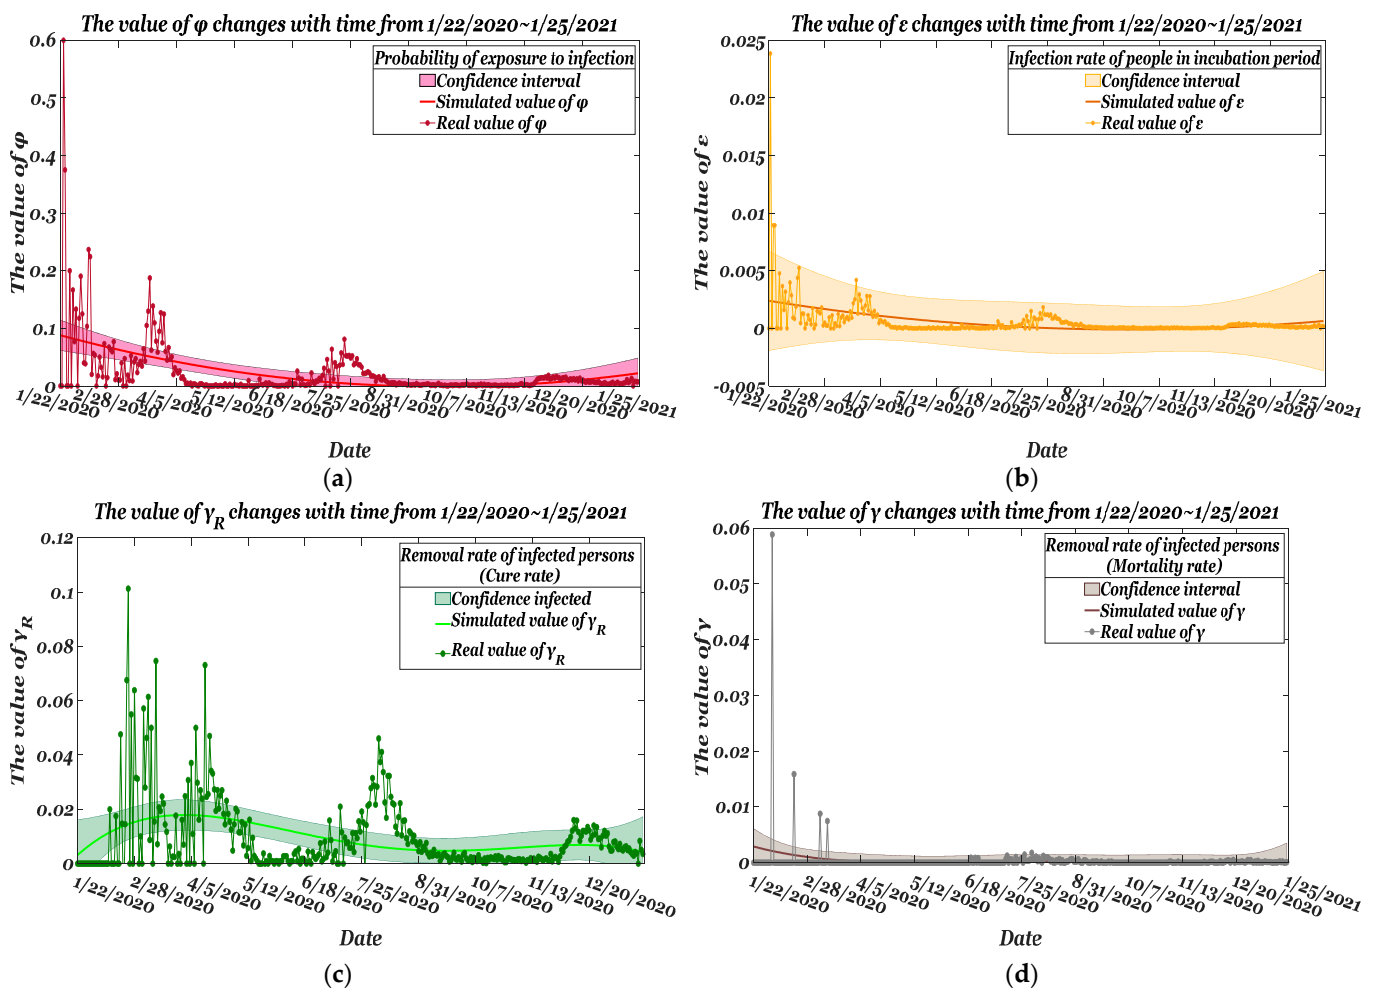 The value of φ changes with time from 1/22/2020~1/25/2021
0.6
0.5
0.4
0.3
0.2
0.1
0
The value of φ
Probability of exposure to infection
Confidence interval
Simulated value of φ
Real value of φ
1/22/2020
2/28/2020
4/5/2020
5/12/2020
6/18/2020
7/25/2020
8/31/2020
10/7/2020
11/13/2020
12/20/2020
1/25/2021
Date
(a)
The value of ε changes with time from 1/22/2020~1/25/2021
0.025
0.02
0.015
0.01
0.005
0
-0.005
The value of ε
Infection rate of people in incubation period
Confidence interval
Simulated value of ε
Real value of ε
1/22/2020
2/28/2020
4/5/2020
5/12/2020
6/18/2020
7/25/2020
8/31/2020
10/7/2020
11/13/2020
12/20/2020
1/25/2021
Date
(b)
The value of γR changes with time from 1/22/2020~1/25/2021
0.12
0.1
0.08
0.06
0.04
0.02
0
The value of γR
Removal rate of infected persons
(Cure rate)
Confidence infected
Simulated value of γR
Real value of γR
1/22/2020
2/28/2020
4/5/2020
5/12/2020
6/18/2020
7/25/2020
8/31/2020
10/7/2020
11/13/2020
12/20/2020
Date
(c)
The value of γ changes with time from 1/22/2020~1/25/2021
0.06
0.05
0.04
0.03
0.02
0.01
0
The value of γ
Removal rate of infected persons
(Mortality rate)
Confidence interval
Simulated value of γ
Real value of γ
1/22/2020
2/28/2020
4/5/2020
5/12/2020
6/18/2020
7/25/2020
8/31/2020
10/7/2020
11/13/2020
12/20/2020
1/25/2021
Date
(d)